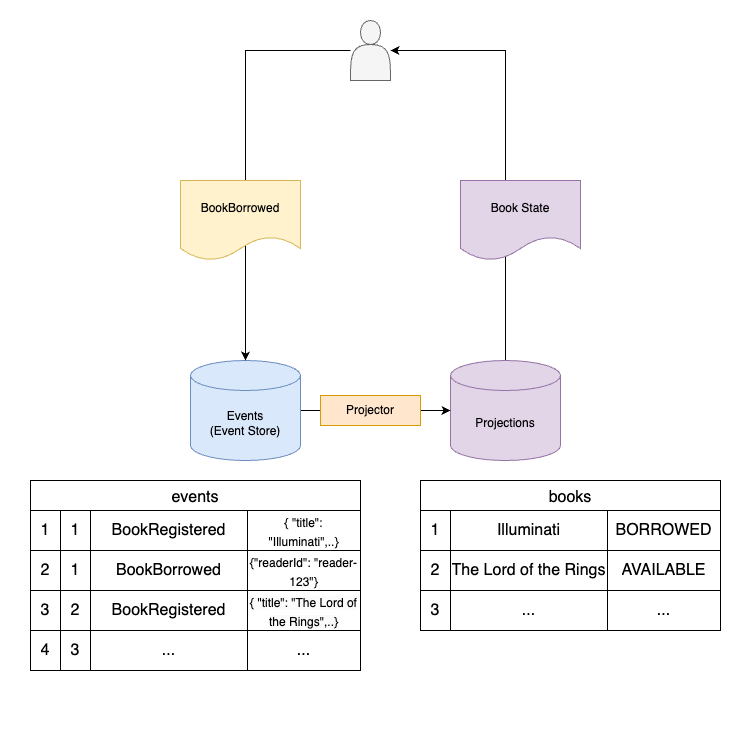 BookBorrowed
Book State
Events
(Event Store)
Projector
Projections
events
1 1 BookRegistered { "title":
"Illuminati",..}
2 1 BookBorrowed {"readerId": "reader-
123"}
3 2 BookRegistered { "title": "The Lord of
the Rings",..}
4 3 ... ...
books
1 Illuminati BORROWED
2 The Lord of the Rings AVAILABLE
3 ... ...